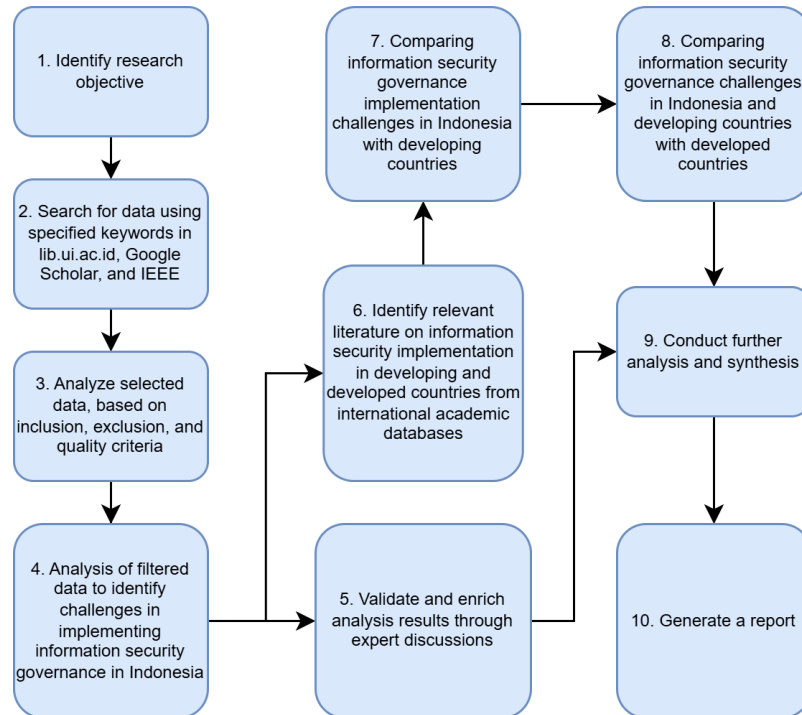 1. Identify research
objective
2. Search for data using
specified keywords in
lib.ui.ac.id, Google
Scholar, and IEEE
3. Analyze selected
data, based on
inclusion, exclusion, and
quality criteria
4. Analysis of filtered
data to identify
challenges in
implementing
information security
governance in Indonesia
5. Validate and enrich
analysis results through
expert discussions
6. Identify relevant
literature on information
security implementation
in developing and
developed countries from
international academic
databases
7. Comparing
information security
governance
implementation
challenges in Indonesia
with developing
countries
8. Comparing
information security
governance challenges
in Indonesia and
developing countries
with developed
countries
9. Conduct further
analysis and synthesis
10. Generate a report